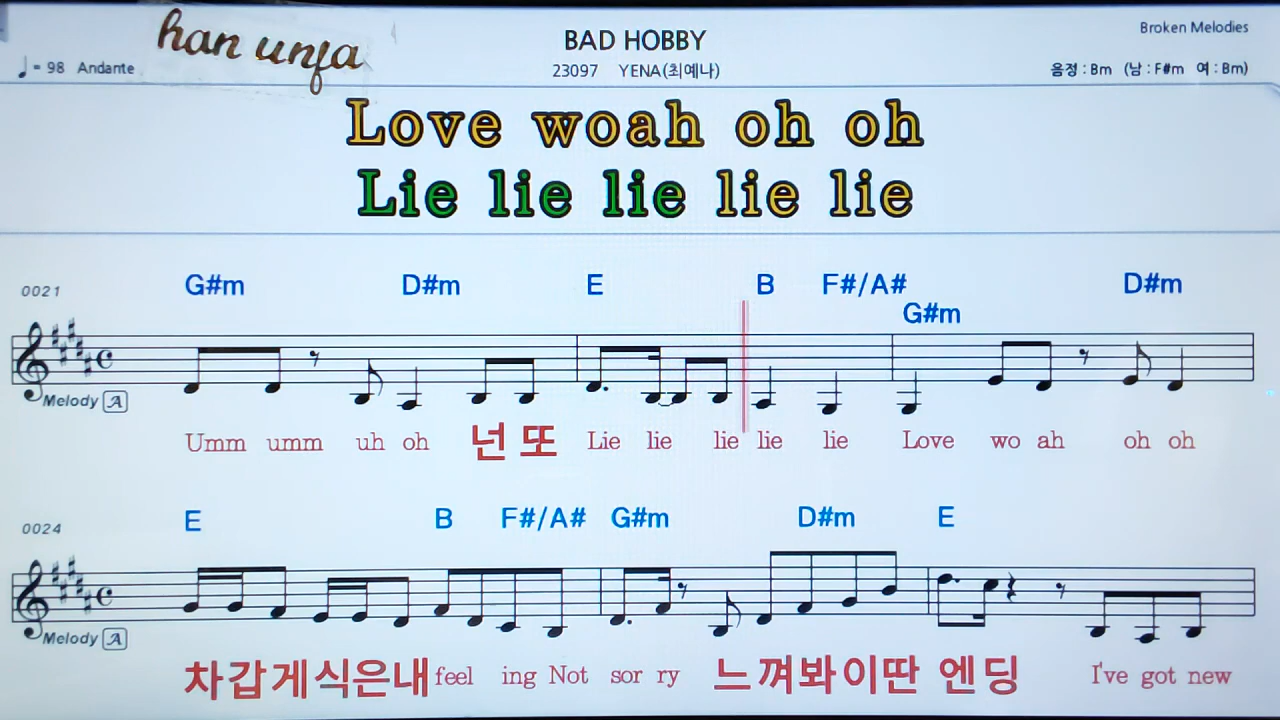 han unfa
BAD HOBBY
Broken Melodies
♩= 98 Andante
23097 YENA(최예나)
음정 : Bm (남 : F#m 여 : Bm)
Love woah oh oh
Lie lie lie lie lie
0021
G#m D#m E B F#/A# G#m D#m
Melody A
Umm umm uh oh 넌 또 Lie lie lie lie lie Love wo ah oh oh
0024
E B F#/A# G#m D#m E
Melody A
차갑게식은내 feel ing Not sor ry 느껴봐이딴 엔딩 I've got new